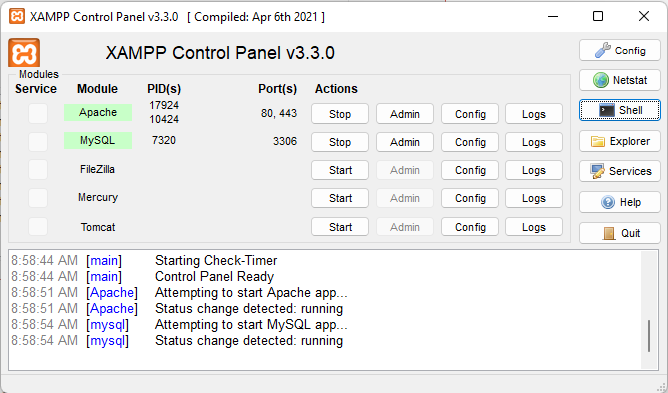 XAMPP Control Panel v3.3.0 [ Compiled: Apr 6th 2021 ]
XAMPP Control Panel v3.3.0
Config
Modules
Service Module PID(s) Port(s) Actions
Netstat
Apache 17924 10424 80, 443 Stop Admin Config Logs
Shell
MySQL 7320 3306 Stop Admin Config Logs
Explorer
FileZilla Start Admin Config Logs
Services
Mercury Start Admin Config Logs
Help
Tomcat Start Admin Config Logs
Quit
8:58:44 AM [main] Starting Check-Timer
8:58:44 AM [main] Control Panel Ready
8:58:51 AM [Apache] Attempting to start Apache app...
8:58:51 AM [Apache] Status change detected: running
8:58:54 AM [mysql] Attempting to start MySQL app...
8:58:54 AM [mysql] Status change detected: running